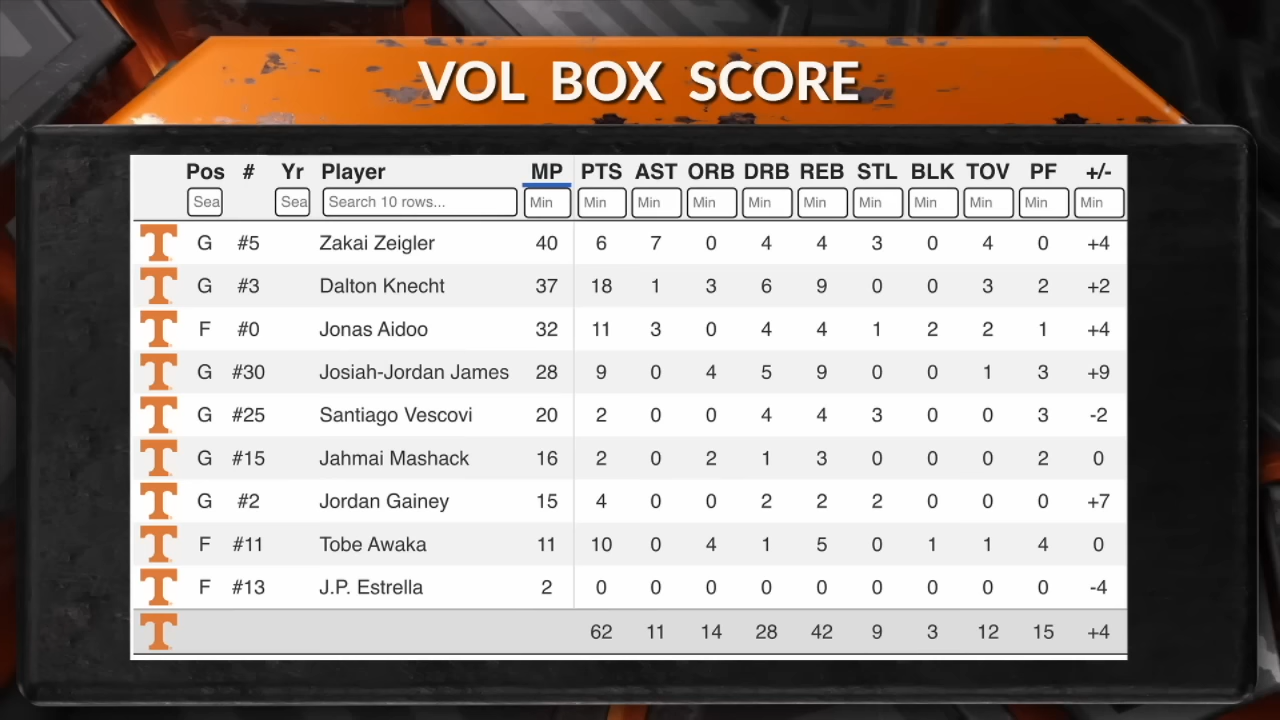 VOL BOX SCORE
Pos # Yr Player MP PTS AST ORB DRB REB STL BLK TOV PF +/-
Sea Sea Search 10 rows... Min Min Min Min Min Min Min Min Min Min Min
T G #5 Zakai Zeigler 40 6 7 0 4 4 3 0 4 0 +4
T G #3 Dalton Knecht 37 18 1 3 6 9 0 0 3 2 +2
T F #0 Jonas Aidoo 32 11 3 0 4 4 1 2 2 1 +4
T G #30 Josiah-Jordan James 28 9 0 4 5 9 0 0 1 3 +9
T G #25 Santiago Vescovi 20 2 0 0 4 4 3 0 0 3 -2
T G #15 Jahmai Mashack 16 2 0 2 1 3 0 0 0 2 0
T G #2 Jordan Gainey 15 4 0 0 2 2 2 0 0 0 +7
T F #11 Tobe Awaka 11 10 0 4 1 5 0 1 1 4 0
T F #13 J.P. Estrella 2 0 0 0 0 0 0 0 0 0 -4
T 62 11 14 28 42 9 3 12 15 +4